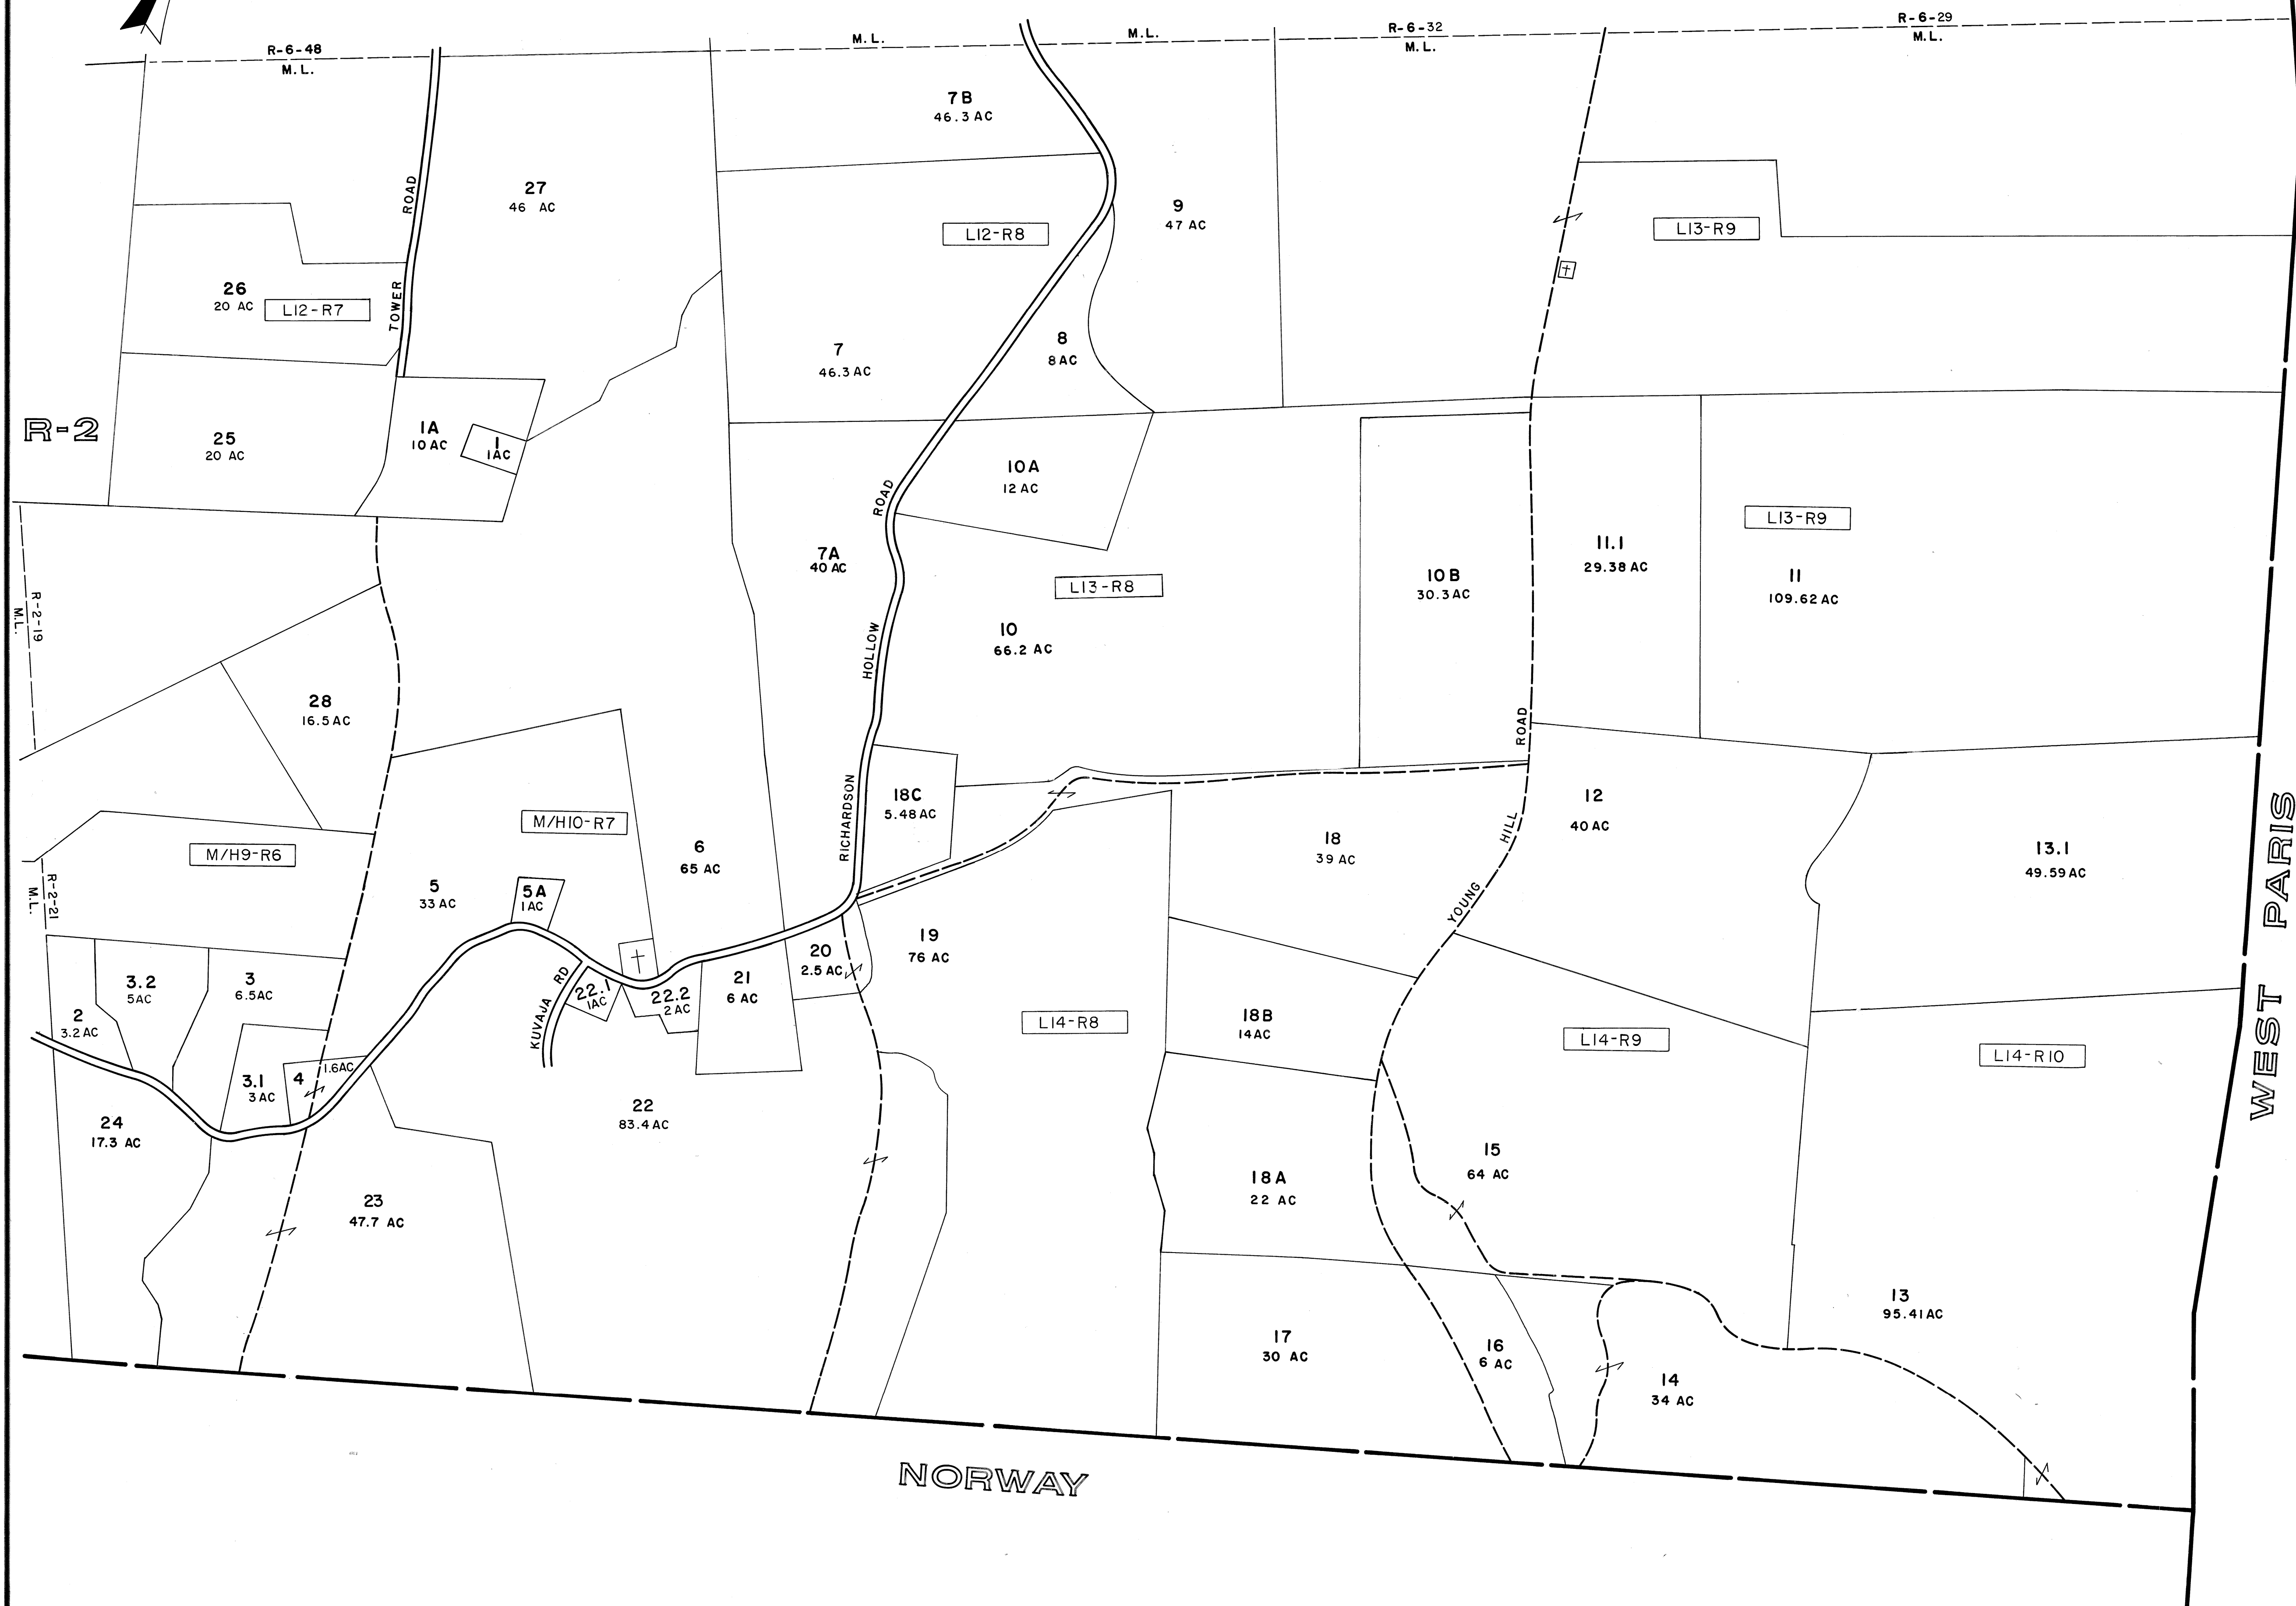 R-6-48
M.L.
M.L.
M.L.
R-6-32
M.L.
R-6-29
M.L.
7B
46.3 AC
27
46 AC
ROAD
TOWER
9
47 AC
L12-R8
L13-R9
26
20 AC
L12-R7
7
46.3 AC
8
8 AC
R-2
25
20 AC
1A
10 AC
1
1AC
10A
12 AC
ROAD
HOLLOW
RICHARDSON
7A
40 AC
L13-R8
10
66.2 AC
10B
30.3 AC
11.1
29.38 AC
L13-R9
11
109.62 AC
R-2-19
M.L.
28
16.5 AC
ROAD
HILL
YOUNG
M/H9-R6
M/H10-R7
6
65 AC
18C
5.48 AC
18
39 AC
12
40 AC
13.1
49.59 AC
WEST PARIS
R-2-21
M.L.
5
33 AC
5A
1 AC
20
2.5 AC
19
76 AC
2
3.2 AC
3.2
5AC
3
6.5AC
KUVAJA RD
22.1
1AC
22.2
2 AC
21
6 AC
L14-R8
18B
14 AC
L14-R9
L14-R10
3.1
3 AC
4
1.6AC
24
17.3 AC
22
83.4 AC
23
47.7 AC
18A
22 AC
15
64 AC
13
95.41 AC
17
30 AC
16
6 AC
14
34 AC
NORWAY